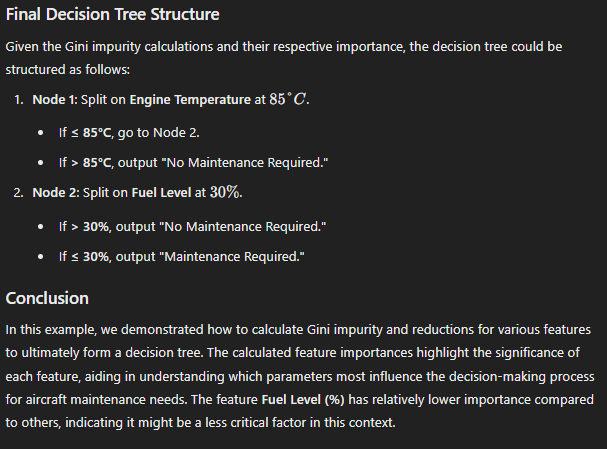 Final Decision Tree Structure
Given the Gini impurity calculations and their respective importance, the decision tree could be
structured as follows:
1. Node 1: Split on Engine Temperature at 85°C.
• If ≤ 85°C, go to Node 2.
• If > 85°C, output "No Maintenance Required."
2. Node 2: Split on Fuel Level at 30%.
• If > 30%, output "No Maintenance Required."
• If ≤ 30%, output "Maintenance Required."
Conclusion
In this example, we demonstrated how to calculate Gini impurity and reductions for various features
to ultimately form a decision tree. The calculated feature importances highlight the significance of
each feature, aiding in understanding which parameters most influence the decision-making process
for aircraft maintenance needs. The feature Fuel Level (%) has relatively lower importance compared
to others, indicating it might be a less critical factor in this context.